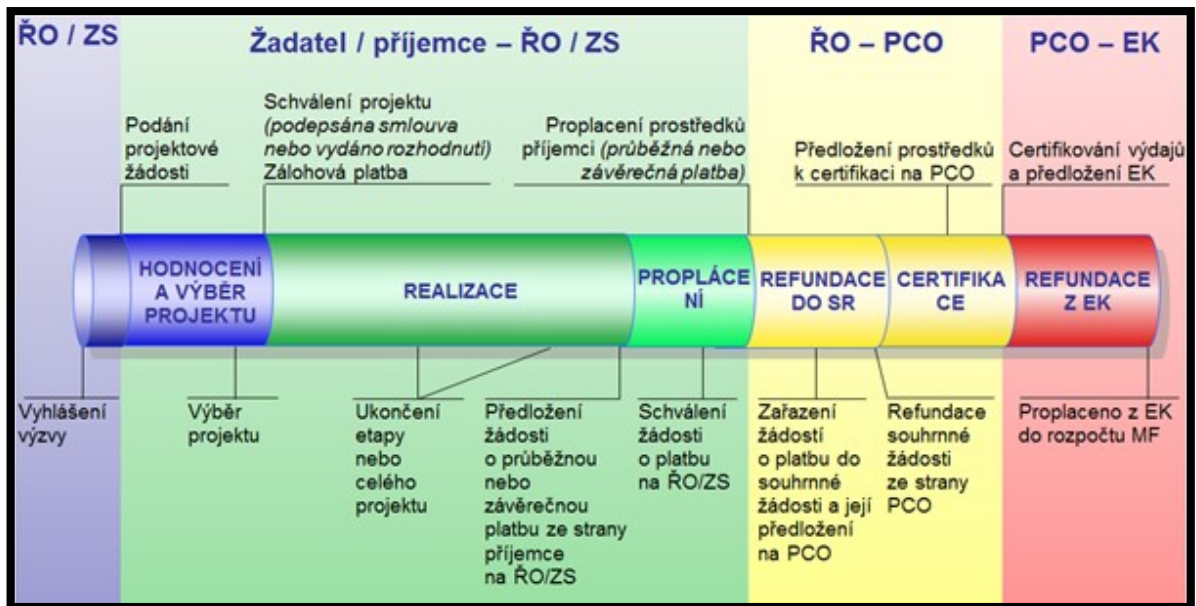 ŘO / ZS
Žadatel / příjemce – ŘO / ZS
ŘO – PCO
PCO – EK
Podání
projektové
žádosti
Schválení projektu
(podepsána smlouva
nebo vydáno rozhodnutí)
Zálohová platba
Proplacení prostředků
příjemci (průběžná nebo
závěrečná platba)
Předložení prostředků
k certifikaci na PCO
Certifikování výdajů
a předložení EK
HODNOCENÍ
A VÝBĚR
PROJEKTU
REALIZACE
PROPLÁCE
NÍ
REFUNDACE
DO SR
CERTIFIKA
CE
REFUNDACE
Z EK
Vyhlášení
výzvy
Výběr
projektu
Ukončení
etapy
nebo
celého
projektu
Předložení
žádosti
o průběžnou
nebo
závěrečnou
platbu ze strany
příjemce
na ŘO/ZS
Schválení
žádosti
o platbu
na ŘO/ZS
Zařazení
žádostí
o platbu do
souhrnné
žádosti a její
předložení
na PCO
Refundace
souhrnné
žádosti
ze strany
PCO
Proplaceno z EK
do rozpočtu MF